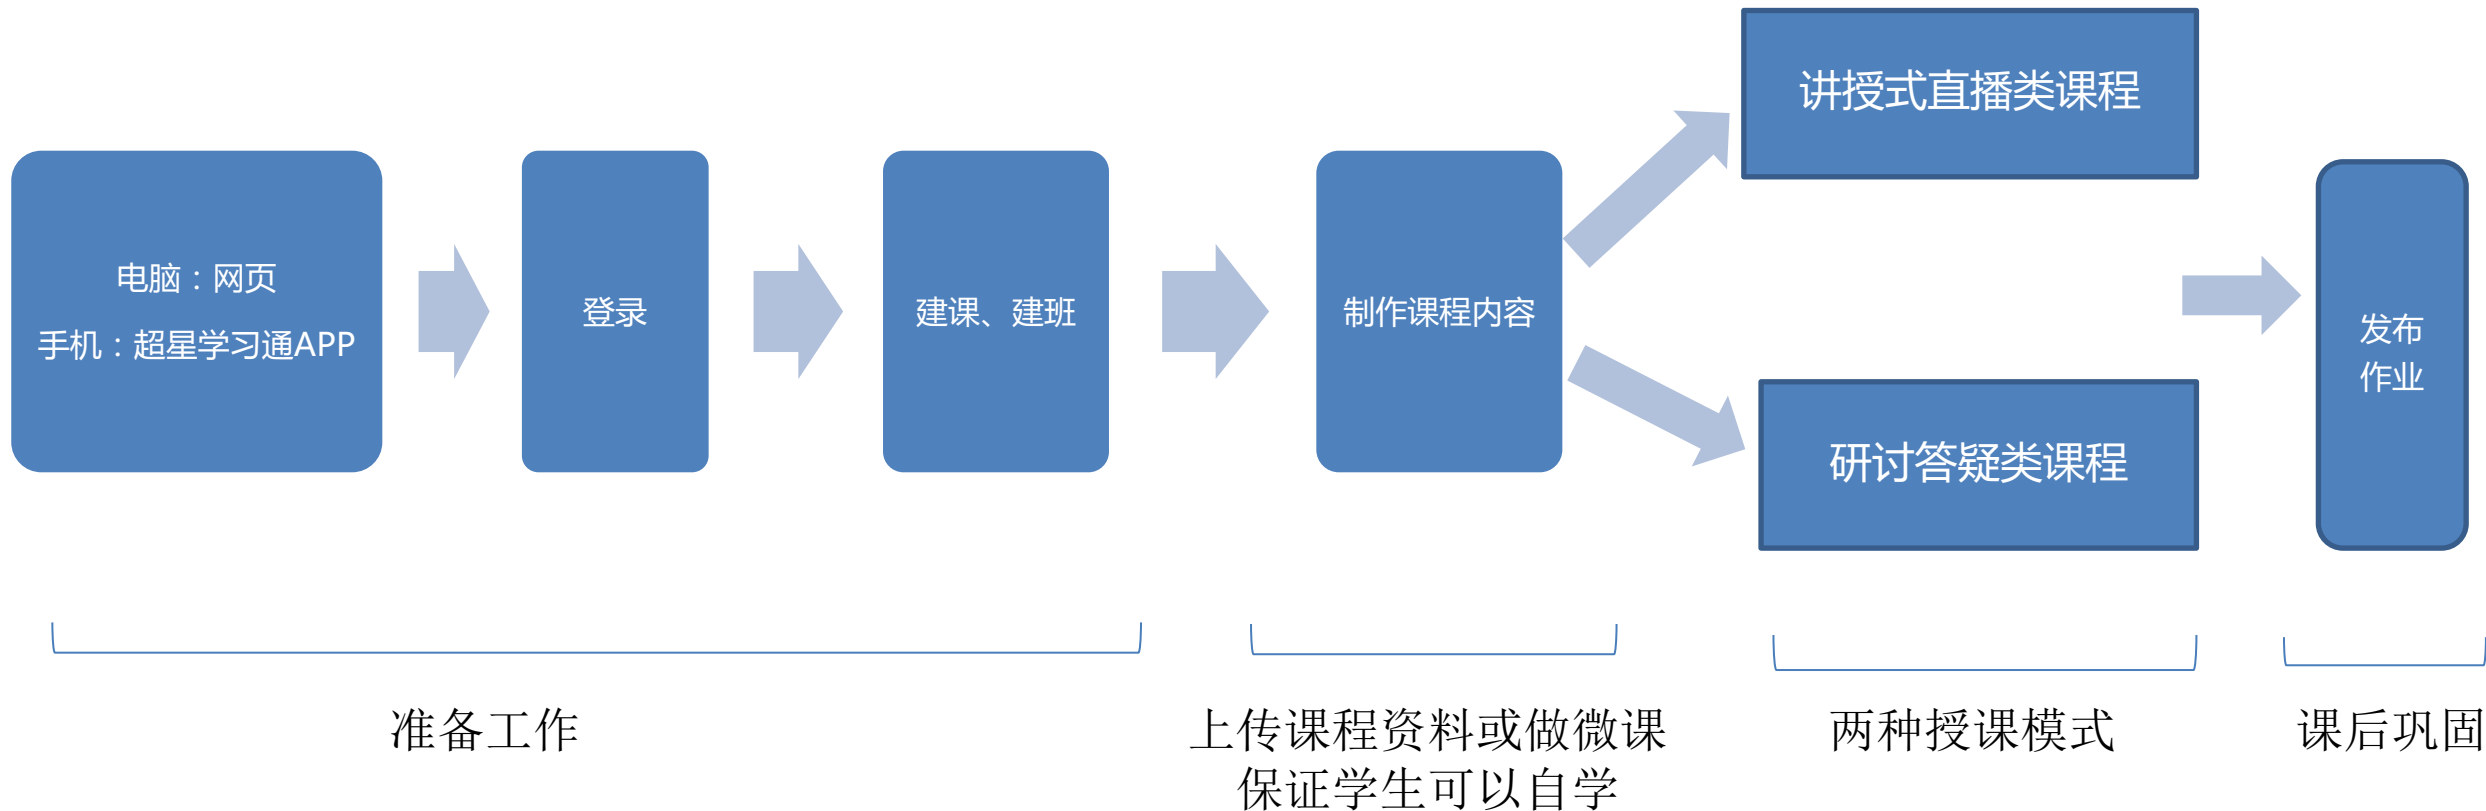 电脑：网页
手机：超星学习通APP
登录
建课、建班
制作课程内容
讲授式直播类课程
研讨答疑类课程
发布
作业
准备工作
上传课程资料或做微课
保证学生可以自学
两种授课模式
课后巩固